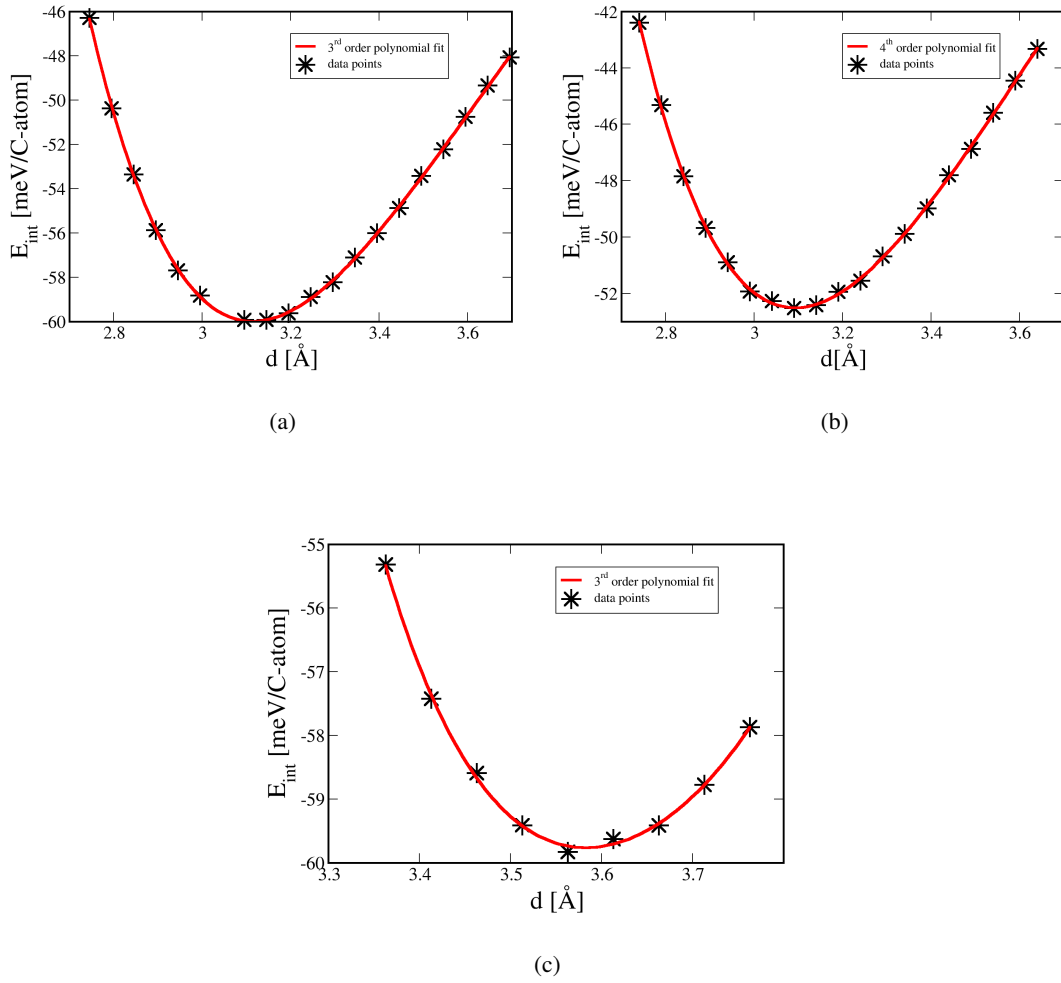 -46
-48
-50
-52
-54
-56
-58
-60
E_int [meV/C-atom]
3rd order polynomial fit
data points
2.8
3
3.2
3.4
3.6
d [Å]
(a)
-42
-44
-46
-48
-50
-52
E_int [meV/C-atom]
4th order polynomial fit
data points
2.8
3
3.2
3.4
3.6
d[Å]
(b)
-55
-56
-57
-58
-59
-60
E_int [meV/C-atom]
3rd order polynomial fit
data points
3.3
3.4
3.5
3.6
3.7
d [Å]
(c)